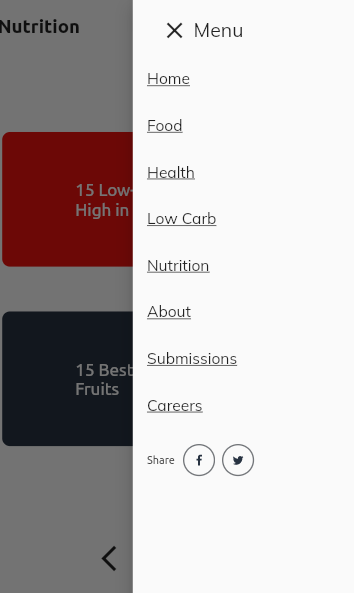 Nutrition
Menu
Home
Food
Health
Low Carb
Nutrition
About
Submissions
Careers
Share
15 Low-
High in
15 Best
Fruits